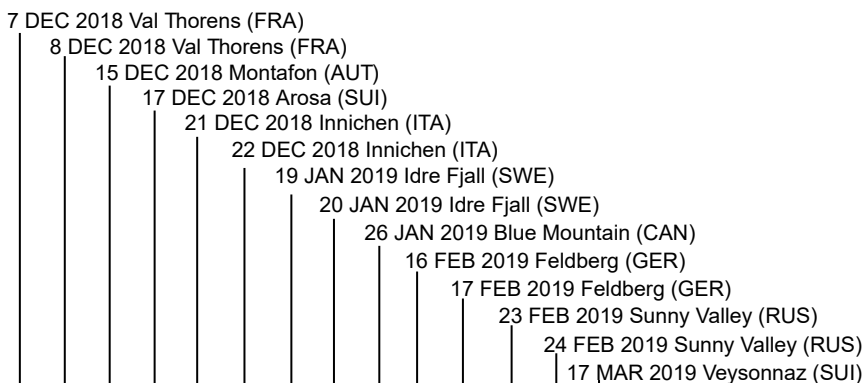 7 DEC 2018 Val Thorens (FRA)
8 DEC 2018 Val Thorens (FRA)
15 DEC 2018 Montafon (AUT)
17 DEC 2018 Arosa (SUI)
21 DEC 2018 Innichen (ITA)
22 DEC 2018 Innichen (ITA)
19 JAN 2019 Idre Fjall (SWE)
20 JAN 2019 Idre Fjall (SWE)
26 JAN 2019 Blue Mountain (CAN)
16 FEB 2019 Feldberg (GER)
17 FEB 2019 Feldberg (GER)
23 FEB 2019 Sunny Valley (RUS)
24 FEB 2019 Sunny Valley (RUS)
17 MAR 2019 Veysonnaz (SUI)